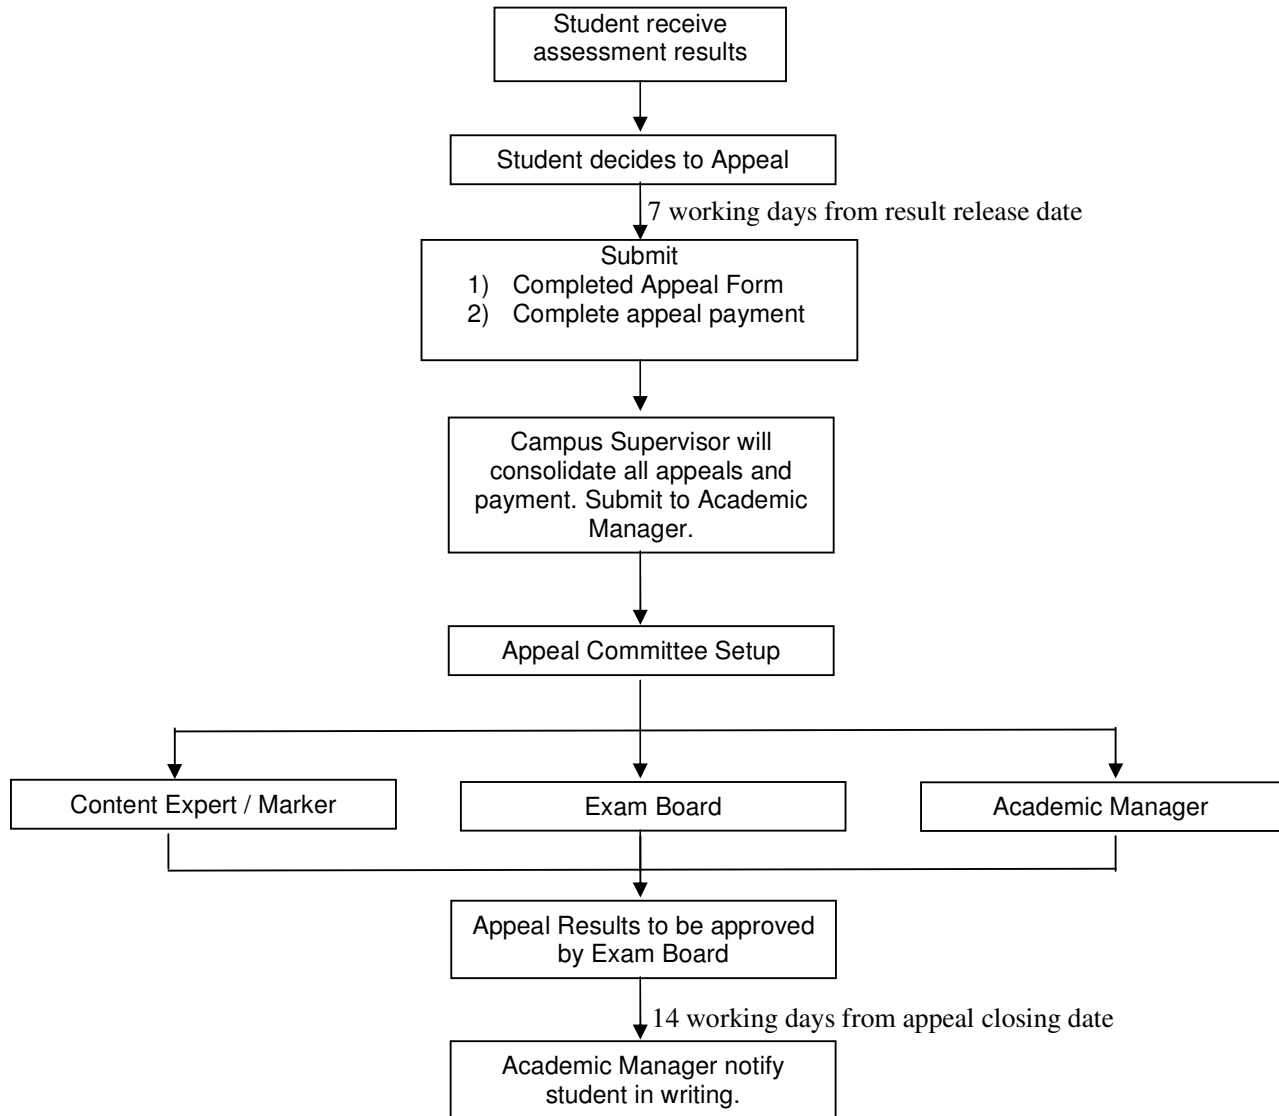 Student receive
assessment results
Student decides to Appeal
7 working days from result release date
Submit
1) Completed Appeal Form
2) Complete appeal payment
Campus Supervisor will
consolidate all appeals and
payment. Submit to Academic
Manager.
Appeal Committee Setup
Content Expert / Marker
Exam Board
Academic Manager
Appeal Results to be approved
by Exam Board
14 working days from appeal closing date
Academic Manager notify
student in writing.